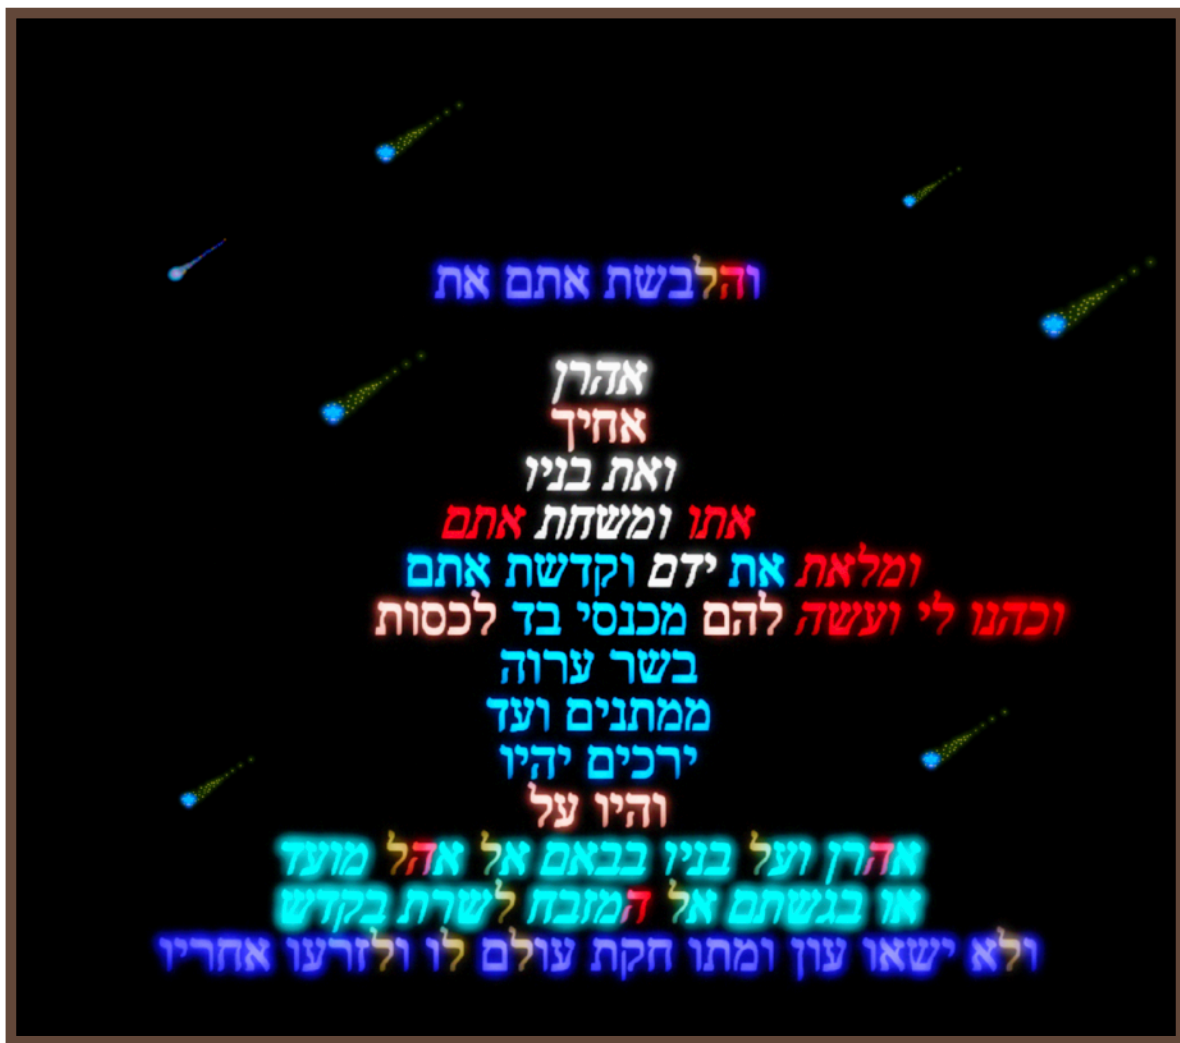 והלבשת אתם את
אהרן
אחיך
ואת בניו
אתו ומשחת אתם
ומלאת את ידם וקדשת אתם
וכהנו לי ועשה להם מכנסי בד לכסות
בשר ערוה
ממתנים ועד
ירכים יהיו
והיו על
אהרן ועל בניו בבאם אל אהל מועד
או בגשתם אל המזבח לשרת בקדש
ולא ישאו עון ומתו חקת עולם לו ולזרעו אחריו